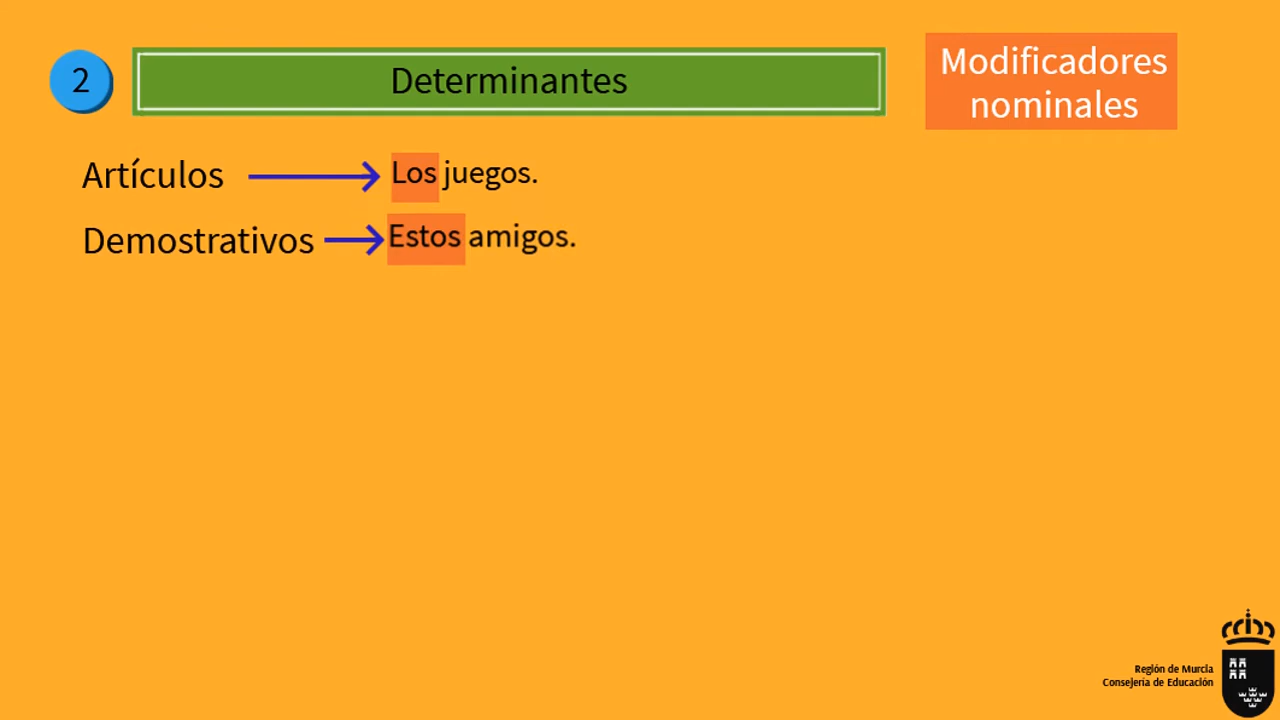 2
Determinantes
Modificadores
nominales
Artículos
Los juegos.
Demostrativos
Estos amigos.
Región de Murcia
Consejería de Educación